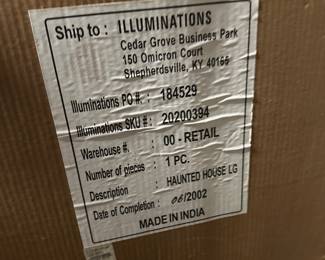 Ship to : ILLUMINATIONS
Cedar Grove Business Park
150 Omicron Court
Shepherdsville, KY 40165
Illuminations PO #. : 184529
Illuminations SKU # : 20200394
Warehouse #. : 00 - RETAIL
Number of pieces : 1 PC.
Description : HAUNTED HOUSE LG
Date of Completion : 06/2002
MADE IN INDIA